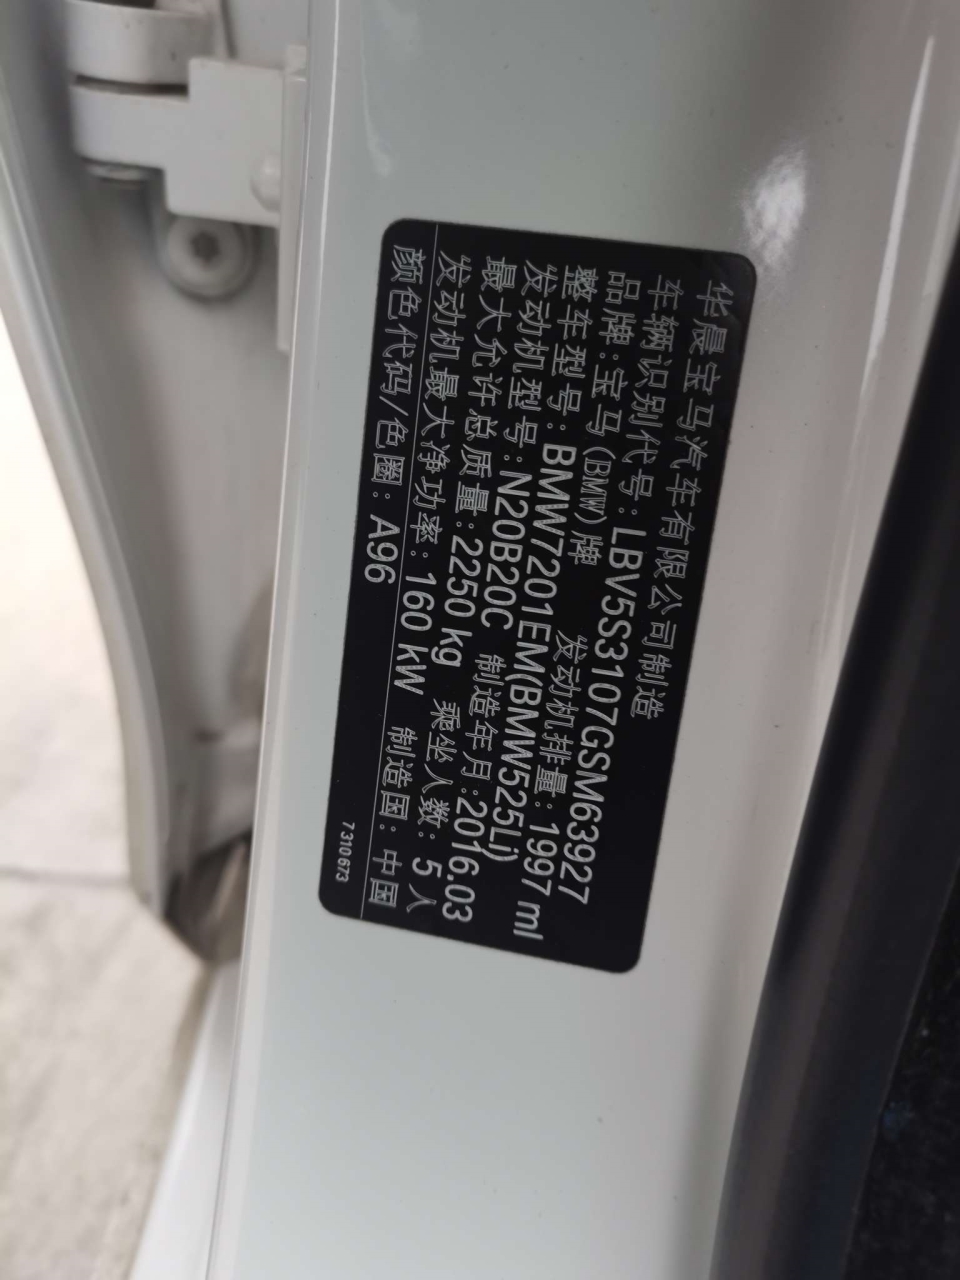 华晨宝马汽车有限公司制造
车辆识别代号:LBV5S3107GSM63927
品牌:宝马(BMW)牌 发动机排量:1997 ml
整车型号:BMW7201EM(BMW525Li)
发动机型号:N20B20C 制造年月:2016.03
最大允许总质量:2250 kg 乘坐人数:5人
发动机最大净功率:160 kW 制造国:中国
颜色代码/色圈:A96
7310673